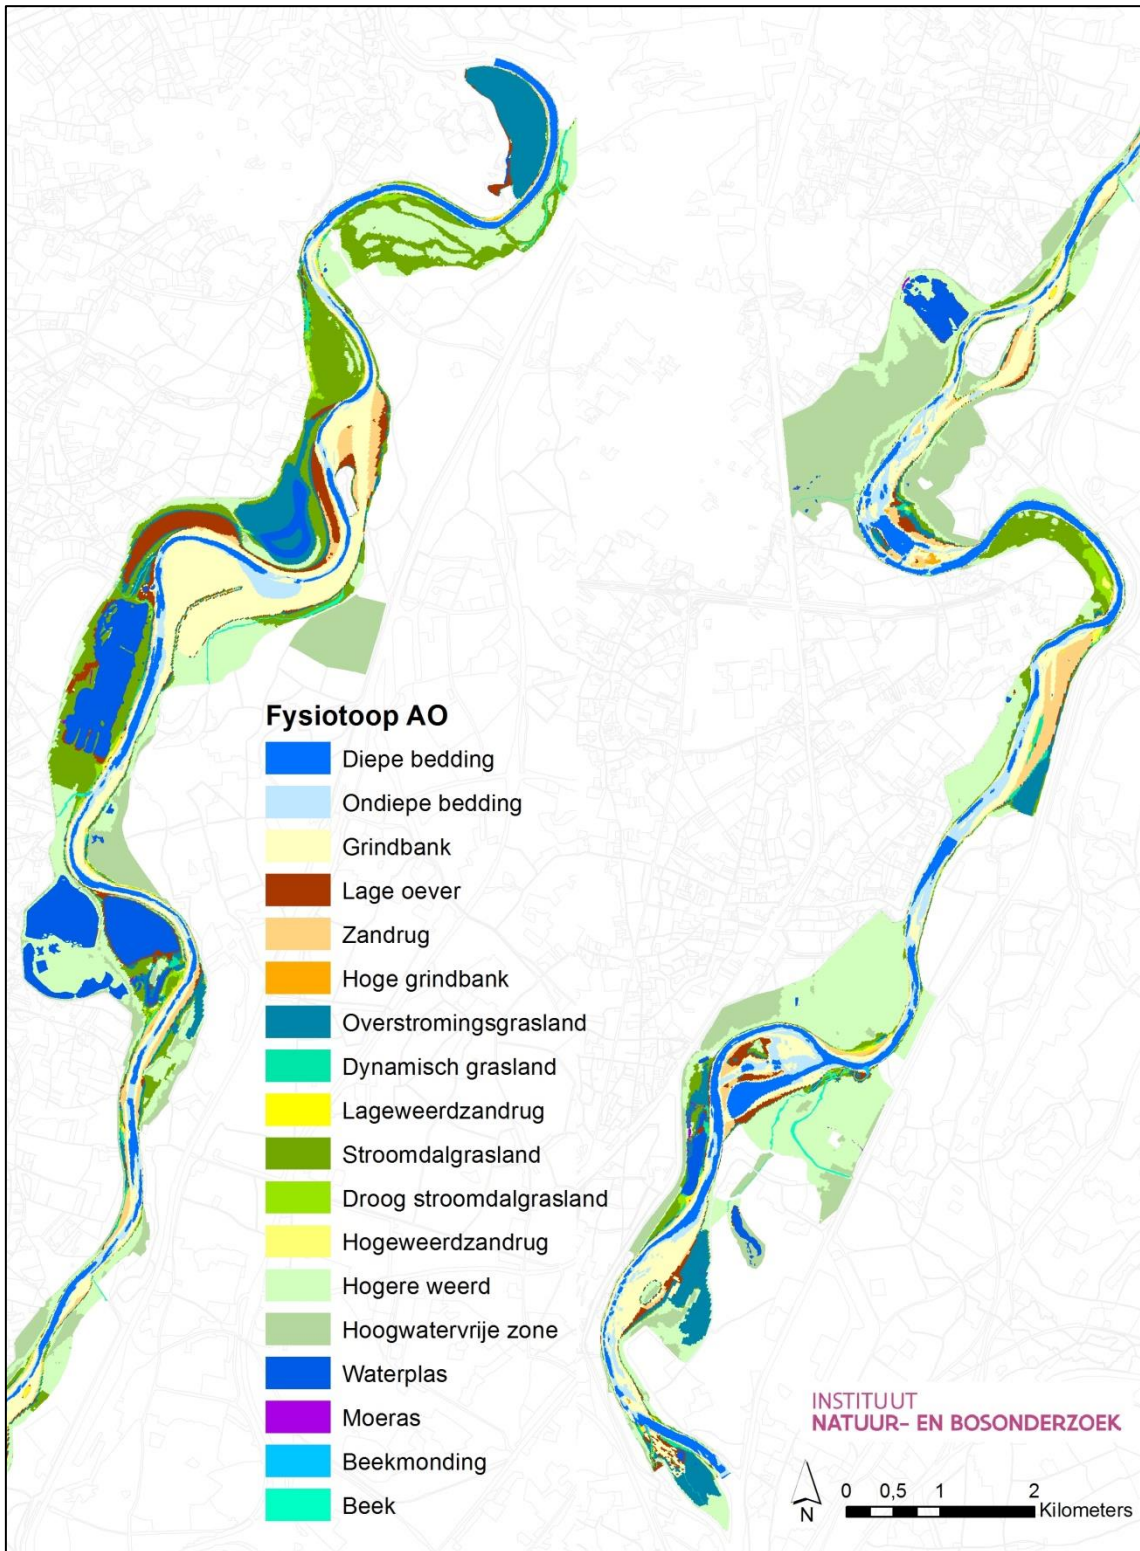 Fysiotoop AO
Diepe bedding
Ondiepe bedding
Grindbank
Lage oever
Zandrug
Hoge grindbank
Overstromingsgrasland
Dynamisch grasland
Lageweerdzandrug
Stroomdalgrasland
Droog stroomdalgrasland
Hogeweerdzandrug
Hogere weerd
Hoogwatervrije zone
Waterplas
Moeras
Beekmonding
Beek
INSTITUUT
NATUUR- EN BOSONDERZOEK
N
0 0,5 1 2
Kilometers